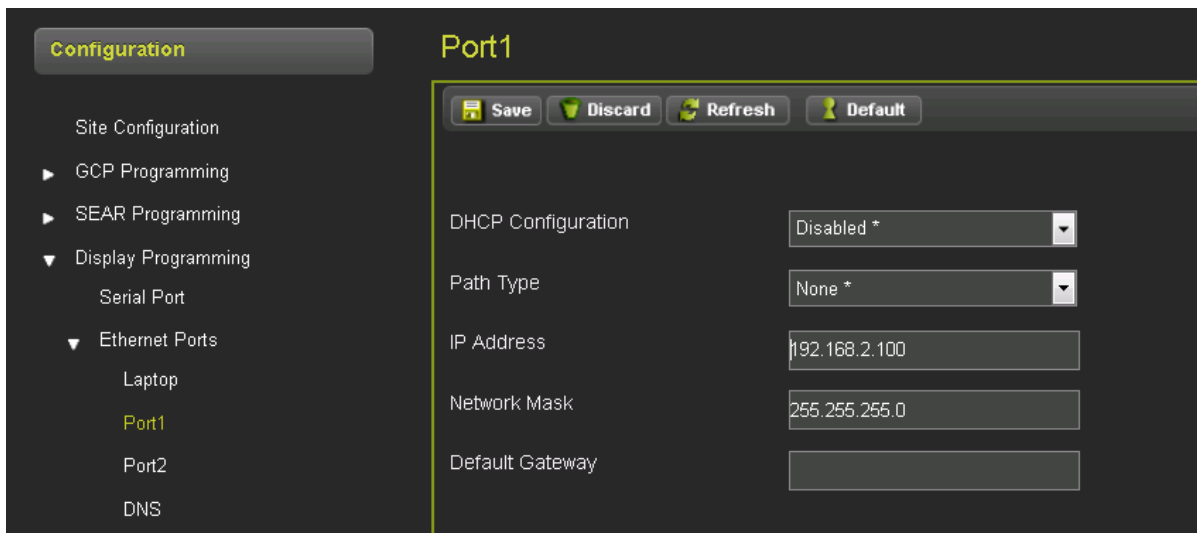 Configuration
Site Configuration
GCP Programming
SEAR Programming
Display Programming
Serial Port
Ethernet Ports
Laptop
Port1
Port2
DNS
Port1
Save Discard Refresh Default
DHCP Configuration Disabled *
Path Type None *
IP Address 192.168.2.100
Network Mask 255.255.255.0
Default Gateway